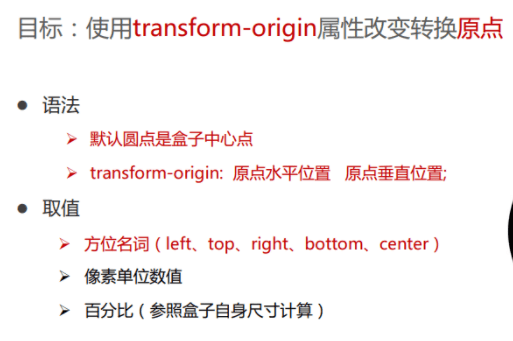 目标：使用transform-origin属性改变转换原点
● 语法
➢ 默认圆点是盒子中心点
➢ transform-origin: 原点水平位置 原点垂直位置;
● 取值
➢ 方位名词（left、top、right、bottom、center）
➢ 像素单位数值
➢ 百分比（参照盒子自身尺寸计算）